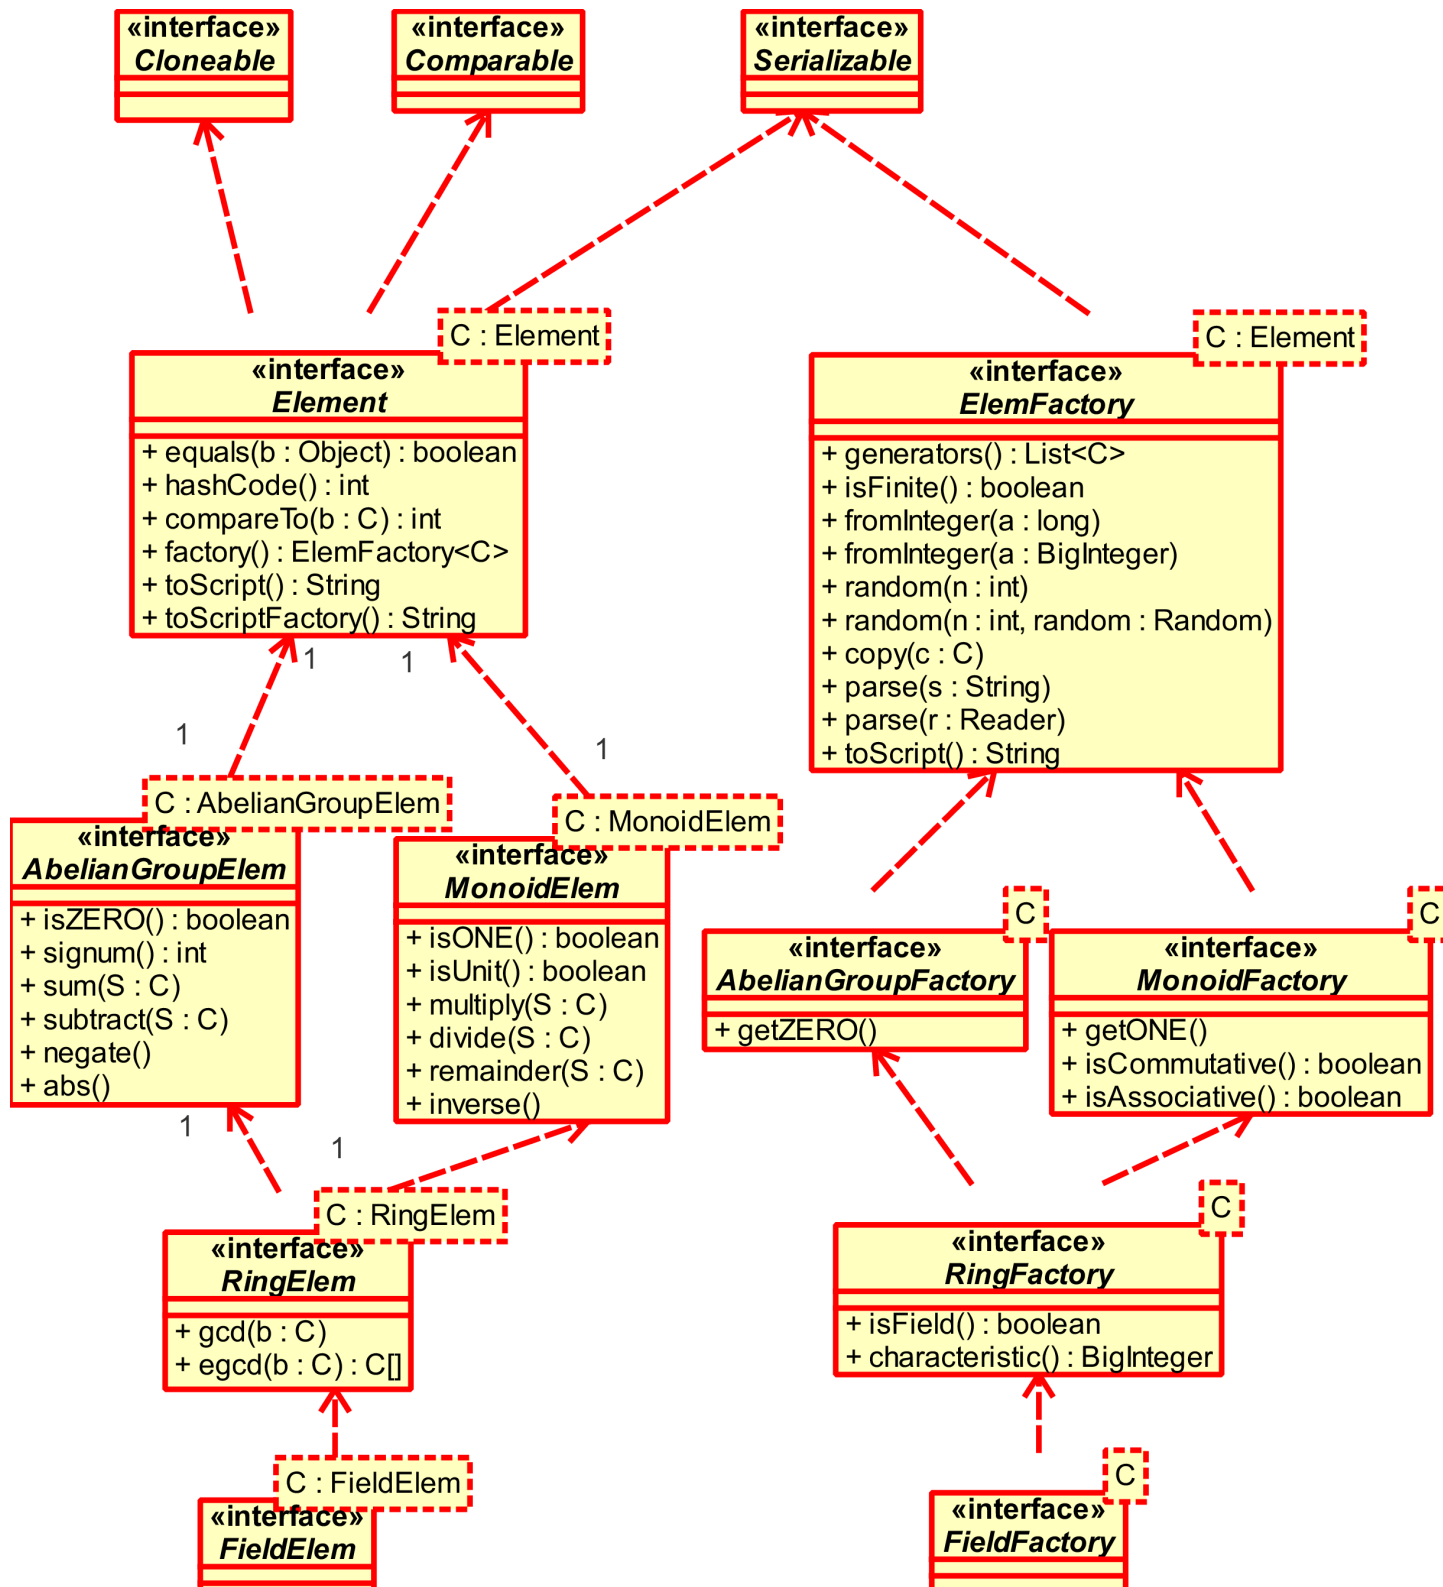 «interface»
Cloneable
«interface»
Comparable
«interface»
Serializable
C : Element
«interface»
Element
+ equals(b : Object) : boolean
+ hashCode() : int
+ compareTo(b : C) : int
+ factory() : ElemFactory<C>
+ toScript() : String
+ toScriptFactory() : String
C : Element
«interface»
ElemFactory
+ generators() : List<C>
+ isFinite() : boolean
+ fromInteger(a : long)
+ fromInteger(a : BigInteger)
+ random(n : int)
+ random(n : int, random : Random)
+ copy(c : C)
+ parse(s : String)
+ parse(r : Reader)
+ toScript() : String
1
1
1
1
C : AbelianGroupElem
«interface»
AbelianGroupElem
+ isZERO() : boolean
+ signum() : int
+ sum(S : C)
+ subtract(S : C)
+ negate()
+ abs()
C : MonoidElem
«interface»
MonoidElem
+ isONE() : boolean
+ isUnit() : boolean
+ multiply(S : C)
+ divide(S : C)
+ remainder(S : C)
+ inverse()
C
«interface»
AbelianGroupFactory
+ getZERO()
C
«interface»
MonoidFactory
+ getONE()
+ isCommutative() : boolean
+ isAssociative() : boolean
1
1
C : RingElem
«interface»
RingElem
+ gcd(b : C)
+ egcd(b : C) : C[]
C
«interface»
RingFactory
+ isField() : boolean
+ characteristic() : BigInteger
C : FieldElem
«interface»
FieldElem
C
«interface»
FieldFactory